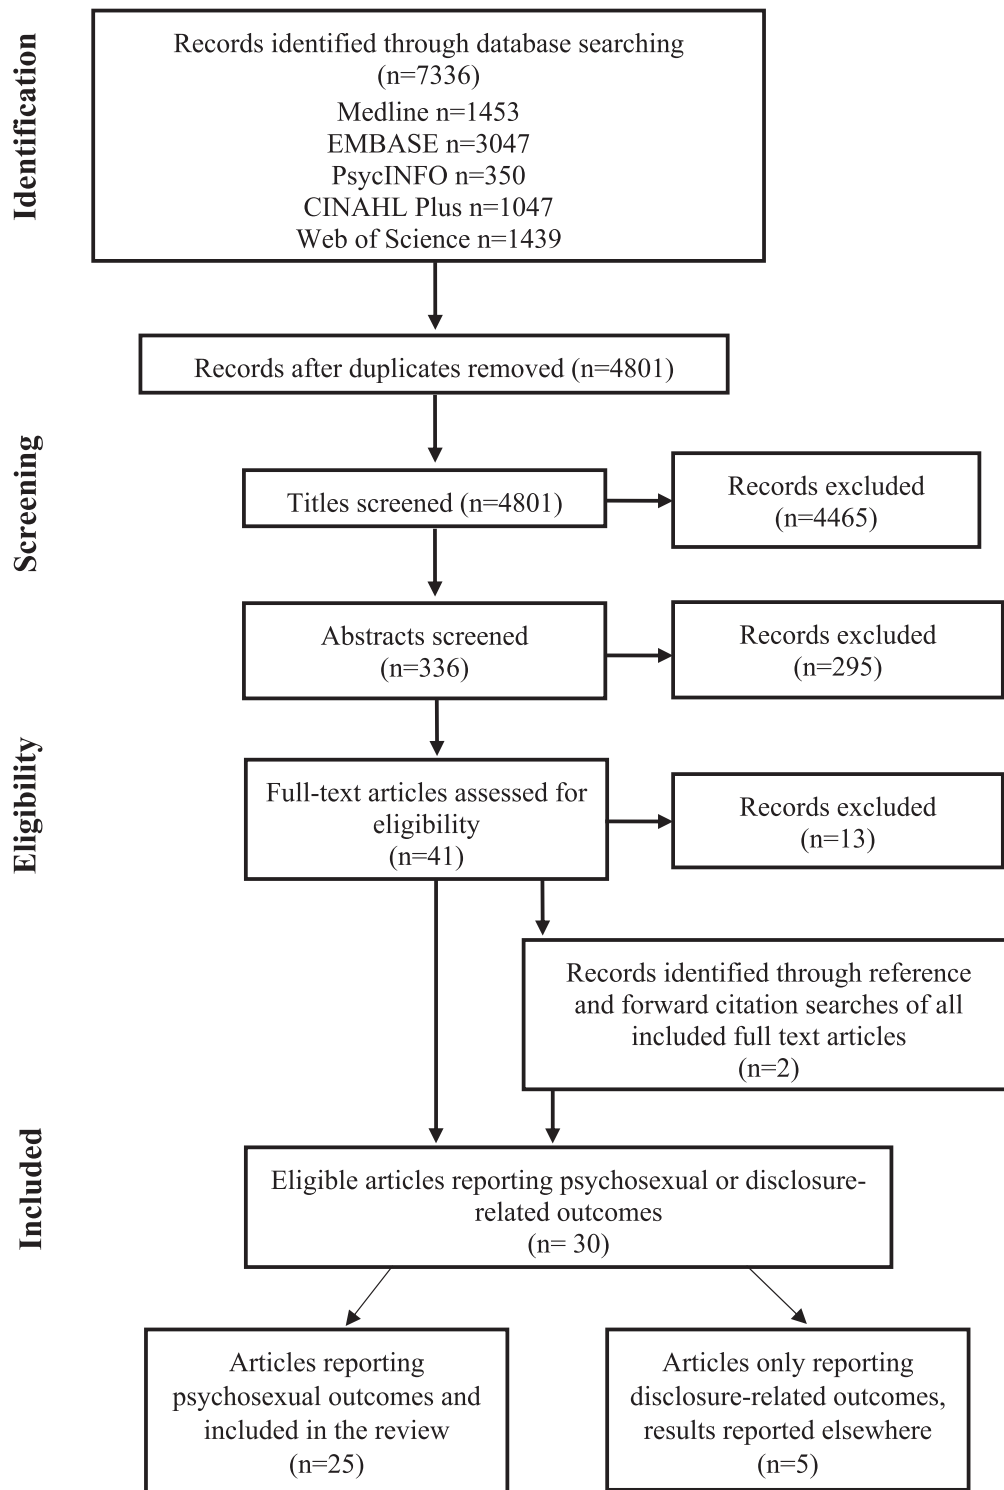 Identification
Records identified through database searching
(n=7336)
Medline n=1453
EMBASE n=3047
PsycINFO n=350
CINAHL Plus n=1047
Web of Science n=1439
Records after duplicates removed (n=4801)
Screening
Titles screened (n=4801)
Records excluded
(n=4465)
Abstracts screened
(n=336)
Records excluded
(n=295)
Eligibility
Full-text articles assessed for
eligibility
(n=41)
Records excluded
(n=13)
Records identified through reference
and forward citation searches of all
included full text articles
(n=2)
Included
Eligible articles reporting psychosexual or disclosure-
related outcomes
(n= 30)
Articles reporting
psychosexual outcomes and
included in the review
(n=25)
Articles only reporting
disclosure-related outcomes,
results reported elsewhere
(n=5)